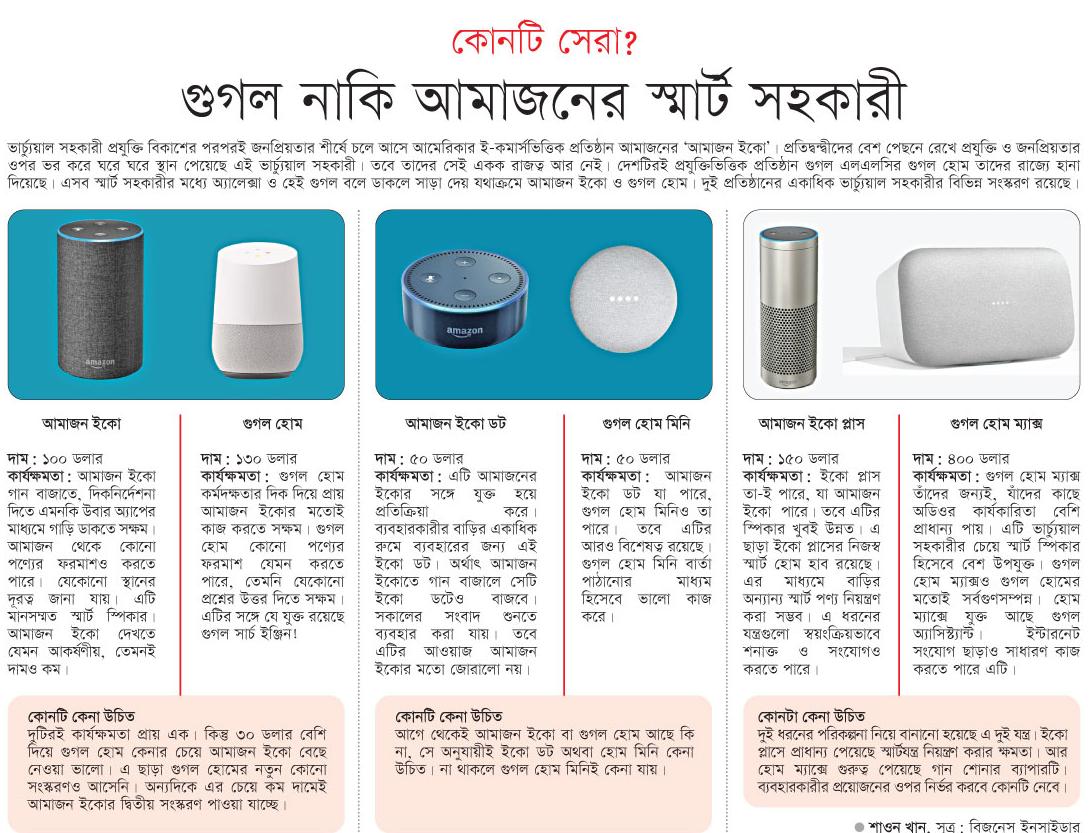 কোনটি সেরা?
গুগল নাকি আমাজনের স্মার্ট সহকারী
ভার্চ্যুয়াল সহকারী প্রযুক্তি বিকাশের পরপরই জনপ্রিয়তার শীর্ষে চলে আসে আমেরিকার ই-কমার্সভিত্তিক প্রতিষ্ঠান আমাজনের ‘আমাজন ইকো’। প্রতিদ্বন্দ্বীদের বেশ পেছনে রেখে প্রযুক্তি ও জনপ্রিয়তার
ওপর ভর করে ঘরে ঘরে স্থান পেয়েছে এই ভার্চ্যুয়াল সহকারী। তবে তাদের সেই একক রাজত্ব আর নেই। দেশটিরই প্রযুক্তিভিত্তিক প্রতিষ্ঠান গুগল এলএলসির গুগল হোম তাদের রাজ্যে হানা
দিয়েছে। এসব স্মার্ট সহকারীর মধ্যে অ্যালেক্সা ও হেই গুগল বলে ডাকলে সাড়া দেয় যথাক্রমে আমাজন ইকো ও গুগল হোম। দুই প্রতিষ্ঠানের একাধিক ভার্চ্যুয়াল সহকারীর বিভিন্ন সংস্করণ রয়েছে।
amazon
amazon
amazon
আমাজন ইকো
দাম : ১০০ ডলার
কার্যক্ষমতা : আমাজন ইকো
গান বাজাতে, দিকনির্দেশনা
দিতে এমনকি উবার অ্যাপের
মাধ্যমে গাড়ি ডাকতে সক্ষম।
আমাজন থেকে কোনো
পণ্যের ফরমাশও করতে
পারে। যেকোনো স্থানের
দূরত্ব জানা যায়। এটি
মানসম্মত স্মার্ট স্পিকার।
আমাজন ইকো দেখতে
যেমন আকর্ষণীয়, তেমনই
দামও কম।
গুগল হোম
দাম : ১৩০ ডলার
কার্যক্ষমতা : গুগল হোম
কর্মদক্ষতার দিক দিয়ে প্রায়
আমাজন ইকোর মতোই
কাজ করতে সক্ষম। গুগল
হোম কোনো পণ্যের
ফরমাশ যেমন করতে
পারে, তেমনি যেকোনো
প্রশ্নের উত্তর দিতে সক্ষম।
এটির সঙ্গে যে যুক্ত রয়েছে
গুগল সার্চ ইঞ্জিন!
কোনটি কেনা উচিত
দুটিরই কার্যক্ষমতা প্রায় এক। কিন্তু ৩০ ডলার বেশি
দিয়ে গুগল হোম কেনার চেয়ে আমাজন ইকো বেছে
নেওয়া ভালো। এ ছাড়া গুগল হোমের নতুন কোনো
সংস্করণও আসেনি। অন্যদিকে এর চেয়ে কম দামেই
আমাজন ইকোর দ্বিতীয় সংস্করণ পাওয়া যাচ্ছে।
আমাজন ইকো ডট
দাম : ৫০ ডলার
কার্যক্ষমতা : এটি আমাজনের
ইকোর সঙ্গে যুক্ত হয়ে
প্রতিক্রিয়া করে।
ব্যবহারকারীর বাড়ির একাধিক
রুমে ব্যবহারের জন্য এই
ইকো ডট। অর্থাৎ আমাজন
ইকোতে গান বাজালে সেটি
ইকো ডটেও বাজবে।
সকালের সংবাদ শুনতে
ব্যবহার করা যায়। তবে
এটির আওয়াজ আমাজন
ইকোর মতো জোরালো নয়।
গুগল হোম মিনি
দাম : ৫০ ডলার
কার্যক্ষমতা : আমাজন
ইকো ডট যা পারে,
গুগল হোম মিনিও তা
পারে। তবে এটির
আরও বিশেষত্ব রয়েছে।
গুগল হোম মিনি বার্তা
পাঠানোর মাধ্যম
হিসেবে ভালো কাজ
করে।
কোনটি কেনা উচিত
আগে থেকেই আমাজন ইকো বা গুগল হোম আছে কি
না, সে অনুযায়ীই ইকো ডট অথবা হোম মিনি কেনা
উচিত। না থাকলে গুগল হোম মিনিই কেনা যায়।
আমাজন ইকো প্লাস
দাম : ১৫০ ডলার
কার্যক্ষমতা : ইকো প্লাস
তা-ই পারে, যা আমাজন
ইকো পারে। তবে এটির
স্পিকার খুবই উন্নত। এ
ছাড়া ইকো প্লাসের নিজস্ব
স্মার্ট হোম হাব রয়েছে।
এর মাধ্যমে বাড়ির
অন্যান্য স্মার্ট পণ্য নিয়ন্ত্রণ
করা সম্ভব। এ ধরনের
যন্ত্রগুলো স্বয়ংক্রিয়ভাবে
শনাক্ত ও সংযোগও
করতে পারে।
গুগল হোম ম্যাক্স
দাম : ৪০০ ডলার
কার্যক্ষমতা : গুগল হোম ম্যাক্স
তাঁদের জন্যই, যাঁদের কাছে
অডিওর কার্যকারিতা বেশি
প্রাধান্য পায়। এটি ভার্চ্যুয়াল
সহকারীর চেয়ে স্মার্ট স্পিকার
হিসেবে বেশ উপযুক্ত। গুগল
হোম ম্যাক্সও গুগল হোমের
মতোই সর্বগুণসম্পন্ন। হোম
ম্যাক্সে যুক্ত আছে গুগল
অ্যাসিস্ট্যান্ট। ইন্টারনেট
সংযোগ ছাড়াও সাধারণ কাজ
করতে পারে এটি।
কোনটা কেনা উচিত
দুই ধরনের পরিকল্পনা নিয়ে বানানো হয়েছে এ দুই যন্ত্র। ইকো
প্লাসে প্রাধান্য পেয়েছে স্মার্টযন্ত্র নিয়ন্ত্রণ করার ক্ষমতা। আর
হোম ম্যাক্সে গুরুত্ব পেয়েছে গান শোনার ব্যাপারটি।
ব্যবহারকারীর প্রয়োজনের ওপর নির্ভর করবে কোনটি নেবে।
● শাওন খান, সূত্র : বিজনেস ইনসাইডার